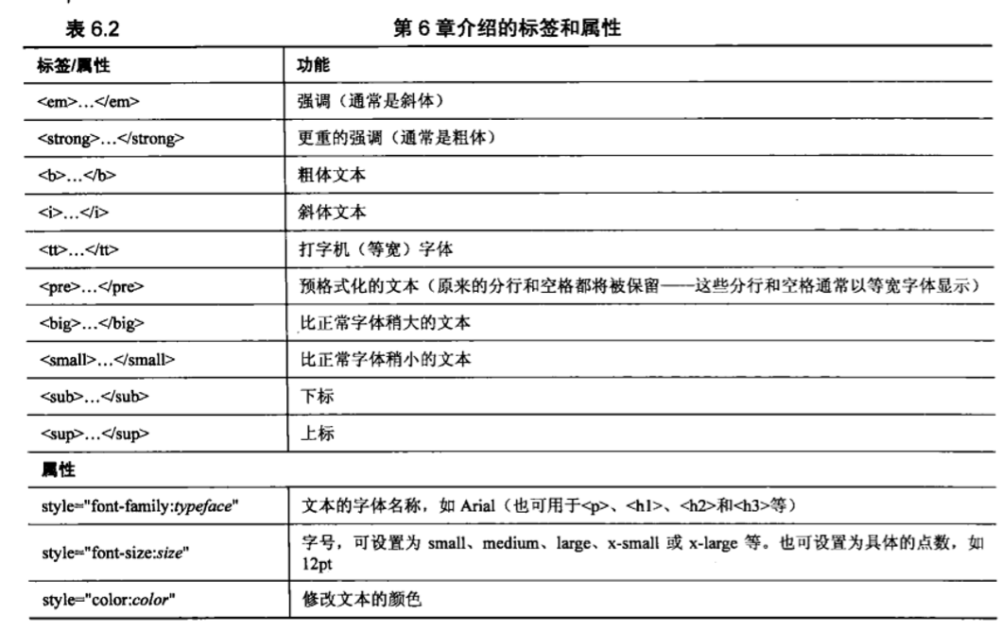 表 6.2 第 6 章介绍的标签和属性
标签/属性 功能
<em>…</em> 强调（通常是斜体）
<strong>…</strong> 更重的强调（通常是粗体）
<b>…</b> 粗体文本
<i>…</i> 斜体文本
<tt>…</tt> 打字机（等宽）字体
<pre>…</pre> 预格式化的文本（原来的分行和空格都将被保留——这些分行和空格通常以等宽字体显示）
<big>…</big> 比正常字体稍大的文本
<small>…</small> 比正常字体稍小的文本
<sub>…</sub> 下标
<sup>…</sup> 上标
属性
style="font-family:typeface" 文本的字体名称，如 Arial（也可用于<p>、<h1>、<h2>和<h3>等）
style="font-size:size" 字号，可设置为 small、medium、large、x-small 或 x-large 等。也可设置为具体的点数，如
12pt
style="color:color" 修改文本的颜色